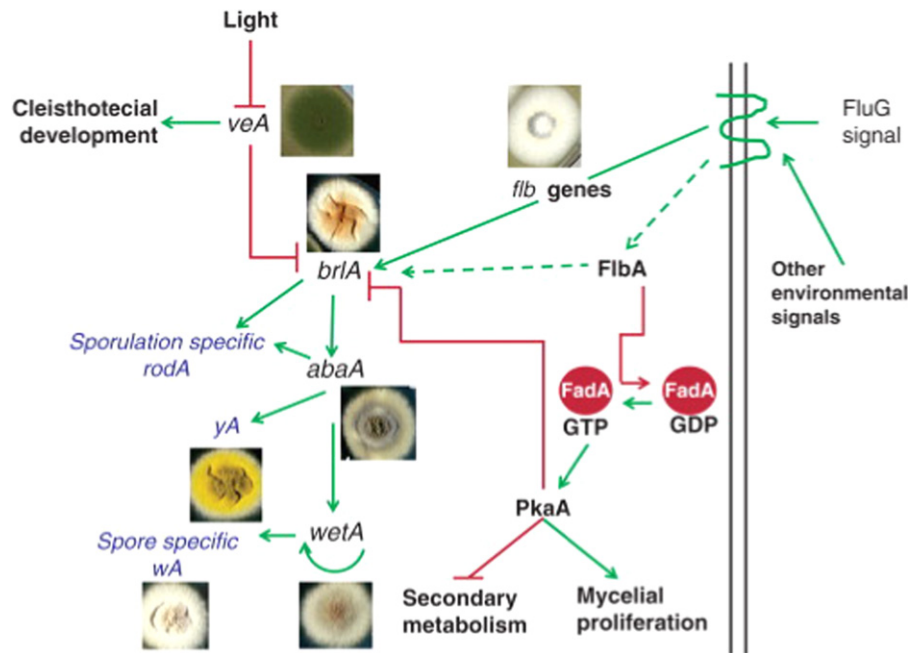 Light
Cleisthotecial
development
veA
FluG
signal
flb genes
brlA
FlbA
Other
environmental
signals
Sporulation specific
rodA
abaA
FadA
GTP
FadA
GDP
yA
PkaA
wetA
Spore specific
wA
Secondary
metabolism
Mycelial
proliferation